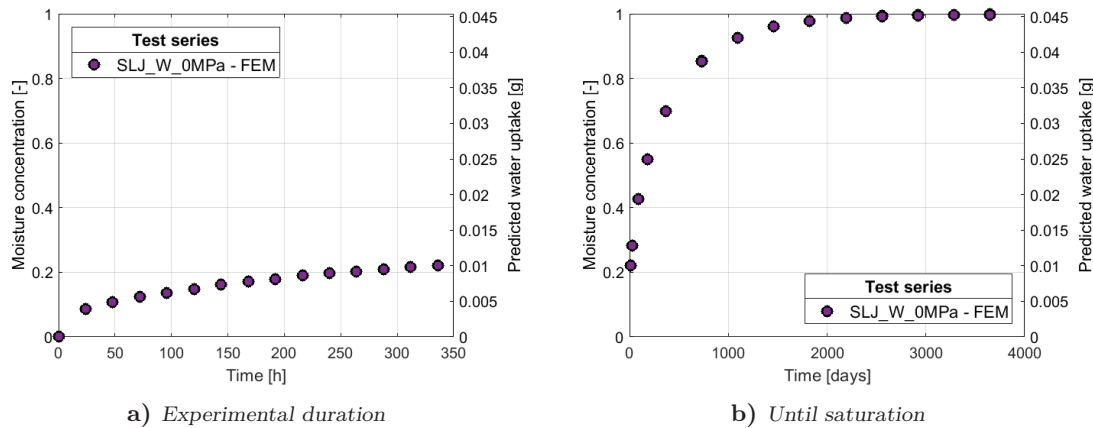 Moisture concentration [-]
1
0.8
0.6
0.4
0.2
0
Test series
SLJ_W_0MPa - FEM
0.045
0.04
0.035
0.03
0.025
0.02
0.015
0.01
0.005
0
Predicted water uptake [g]
0 50 100 150 200 250 300 350
Time [h]
a) Experimental duration
Moisture concentration [-]
1
0.8
0.6
0.4
0.2
0
Test series
SLJ_W_0MPa - FEM
0.045
0.04
0.035
0.03
0.025
0.02
0.015
0.01
0.005
0
Predicted water uptake [g]
0 1000 2000 3000 4000
Time [days]
b) Until saturation